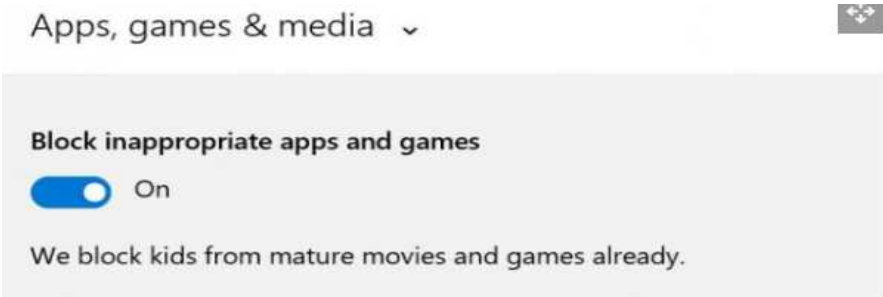 Apps, games & media
Block inappropriate apps and games
On
We block kids from mature movies and games already.